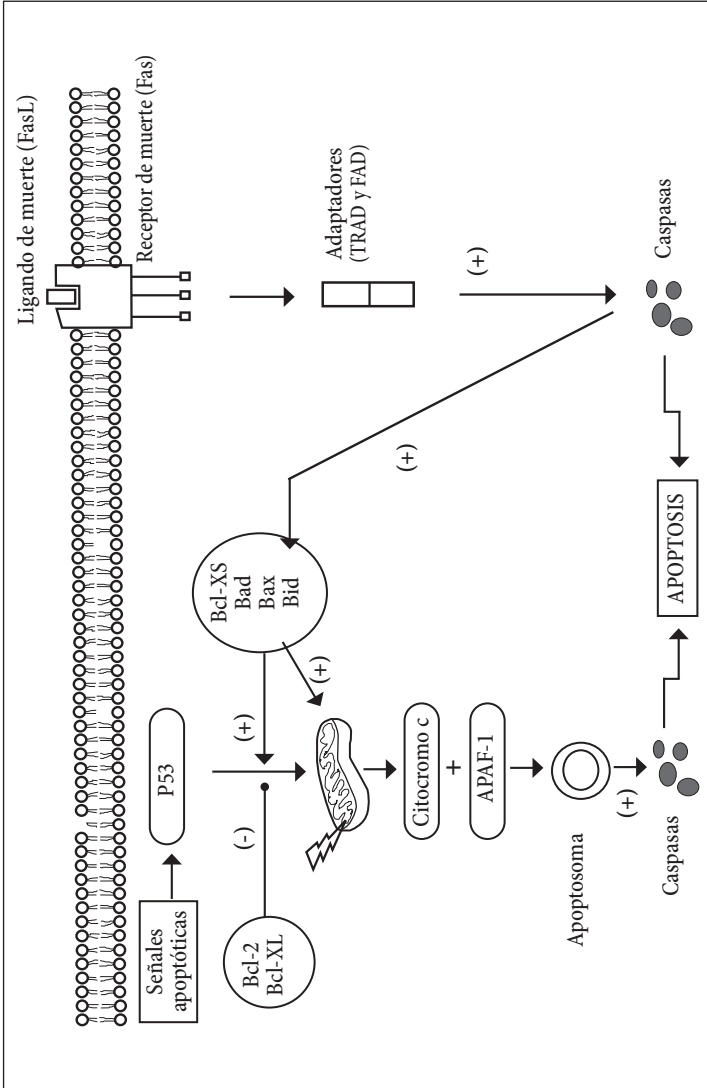 Ligando de muerte (FasL)
Receptor de muerte (Fas)
Señales
apoptóticas
P53
Adaptadores
(TRAD y FAD)
Bcl-2
Bcl-XL
(-)
(+)
Bcl-XS
Bad
Bax
Bid
(+)
(+)
(+)
Citocromo c
+
APAF-1
Apoptosoma
(+)
Caspasas
Caspasas
APOPTOSIS